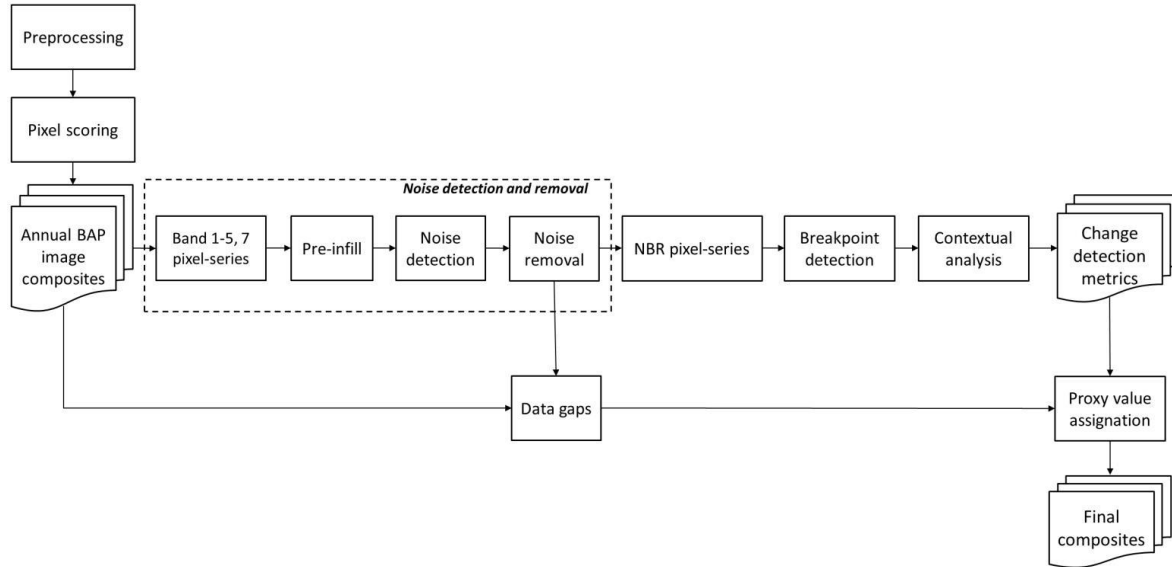 Preprocessing
Pixel scoring
Annual BAP
image
composites
Noise detection and removal
Band 1-5, 7
pixel-series
Pre-infill
Noise
detection
Noise
removal
NBR pixel-series
Breakpoint
detection
Contextual
analysis
Change
detection
metrics
Data gaps
Proxy value
assignation
Final
composites